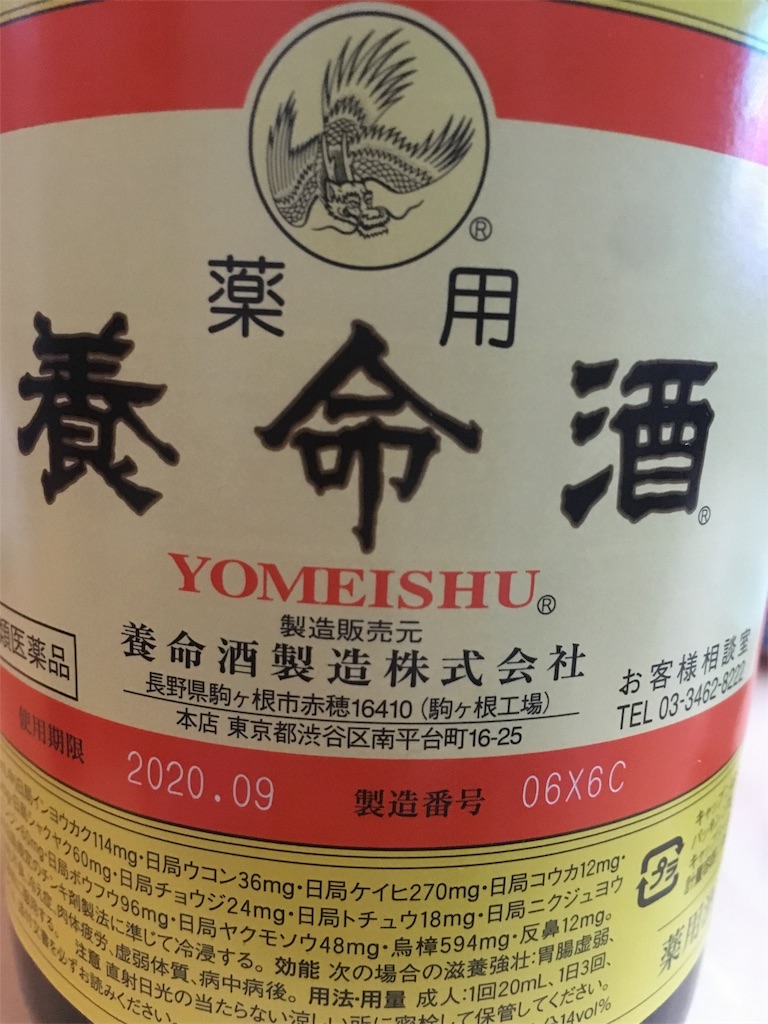 ®
薬用
養命酒®
YOMEISHU®
製造販売元
養命酒製造株式会社
類医薬品
長野県駒ヶ根市赤穂16410（駒ヶ根工場）
本店 東京都渋谷区南平台町16-25
お客様相談室
TEL 03-3462-8222
使用期限 2020.09 製造番号 06X6C
日局インヨウカク114mg・日局ウコン36mg・日局ケイヒ270mg・日局コウカ12mg・
シャクヤク60mg・日局チョウジ24mg・日局トチュウ18mg・日局ニクジュヨウ
日局ボウフウ96mg・日局ヤクモソウ48mg・烏樟594mg・反鼻12mg。
チンキ剤製法に準じて冷浸する。 効能 次の場合の滋養強壮:胃腸虚弱、
肉体疲労、虚弱体質、病中病後。 用法・用量 成人:1回20mL、1日3回、
注意 直射日光の当たらない涼しい所に密栓して保管してください。
必ずお読みください。
14vol%
プラ
薬用